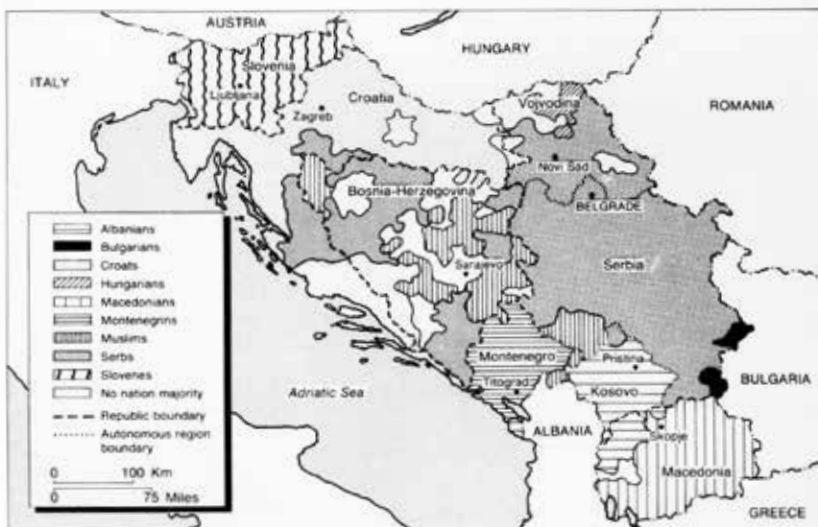 AUSTRIA
HUNGARY
ITALY
Slovenia
Ljubljana
Croatia
Zagreb
Vojvodina
ROMANIA
Novi Sad
Bosnia-Herzegovina
BELGRADE
Sarajevo
Serbia
Albanians
Bulgarians
Croats
Hungarians
Macedonians
Montenegrins
Muslims
Serbs
Slovenes
No nation majority
Republic boundary
Autonomous region
boundary
0 100 Km
0 75 Miles
Montenegro
Pristina
Titograd
Kosovo
BULGARIA
Adriatic Sea
ALBANIA
Skopje
Macedonia
GREECE